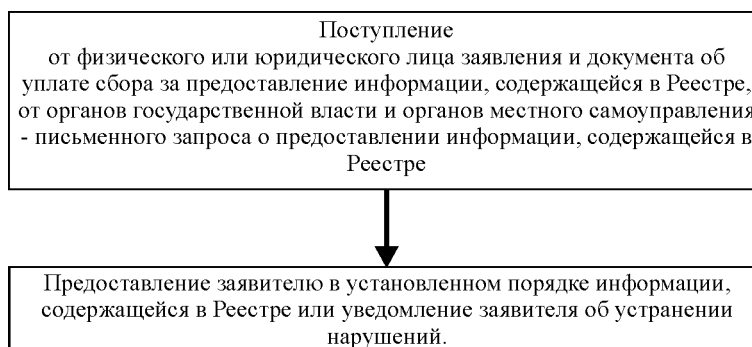 Поступление
от физического или юридического лица заявления и документа об
уплате сбора за предоставление информации, содержащейся в Реестре,
от органов государственной власти и органов местного самоуправления
- письменного запроса о предоставлении информации, содержащейся в
Реестре
Предоставление заявителю в установленном порядке информации,
содержащейся в Реестре или уведомление заявителя об устранении
нарушений.